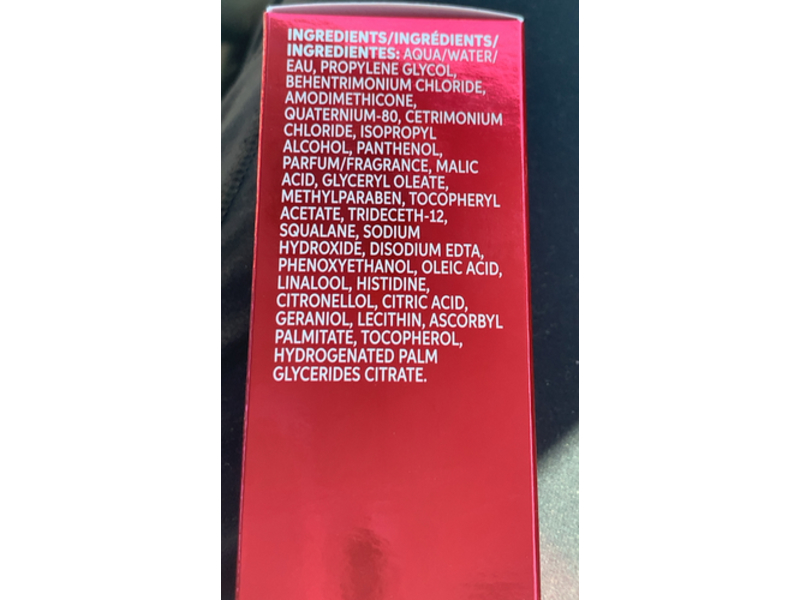 INGREDIENTS/INGRÉDIENTS/
INGREDIENTES: AQUA/WATER/
EAU, PROPYLENE GLYCOL,
BEHENTRIMONIUM CHLORIDE,
AMODIMETHICONE,
QUATERNIUM-80, CETRIMONIUM
CHLORIDE, ISOPROPYL
ALCOHOL, PANTHENOL,
PARFUM/FRAGRANCE, MALIC
ACID, GLYCERYL OLEATE,
METHYLPARABEN, TOCOPHERYL
ACETATE, TRIDECETH-12,
SQUALANE, SODIUM
HYDROXIDE, DISODIUM EDTA,
PHENOXYETHANOL, OLEIC ACID,
LINALOOL, HISTIDINE,
CITRONELLOL, CITRIC ACID,
GERANIOL, LECITHIN, ASCORBYL
PALMITATE, TOCOPHEROL,
HYDROGENATED PALM
GLYCERIDES CITRATE.